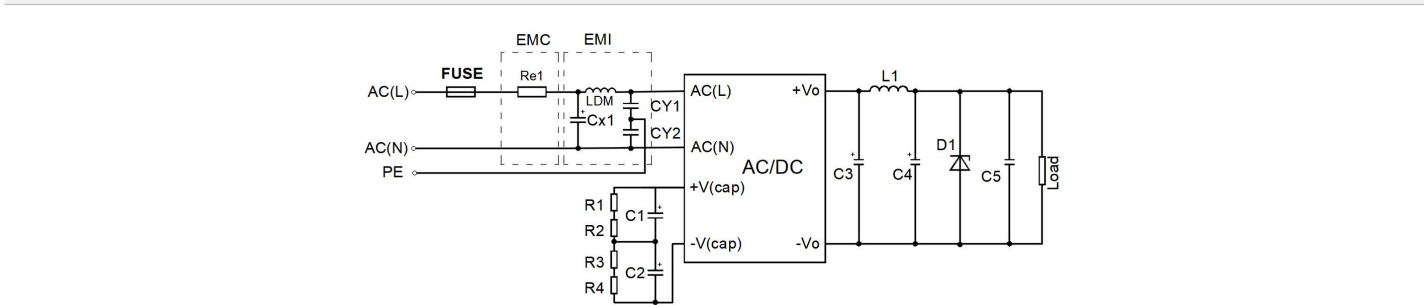 EMC EMI
FUSE Re1
AC(L) LDM CY1 AC(L) +Vo L1
+
Cx1
CY2
AC(N) AC(N)
PE AC/DC
D1
+ C3 + C4 C5 Load
+V(cap)
R1 C1 +
R2
-V(cap) -Vo
R3 C2 +
R4